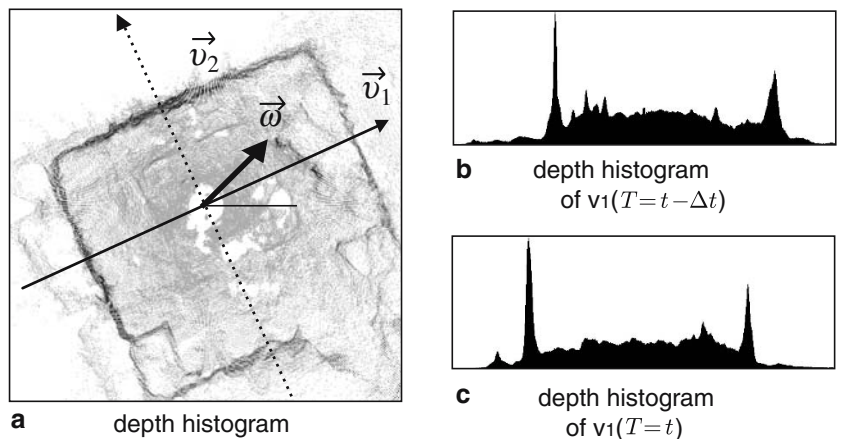 v⃗₂
v⃗₁
ω⃗
a
depth histogram
b
depth histogram
of v1(T=t−Δt)
c
depth histogram
of v1(T=t)